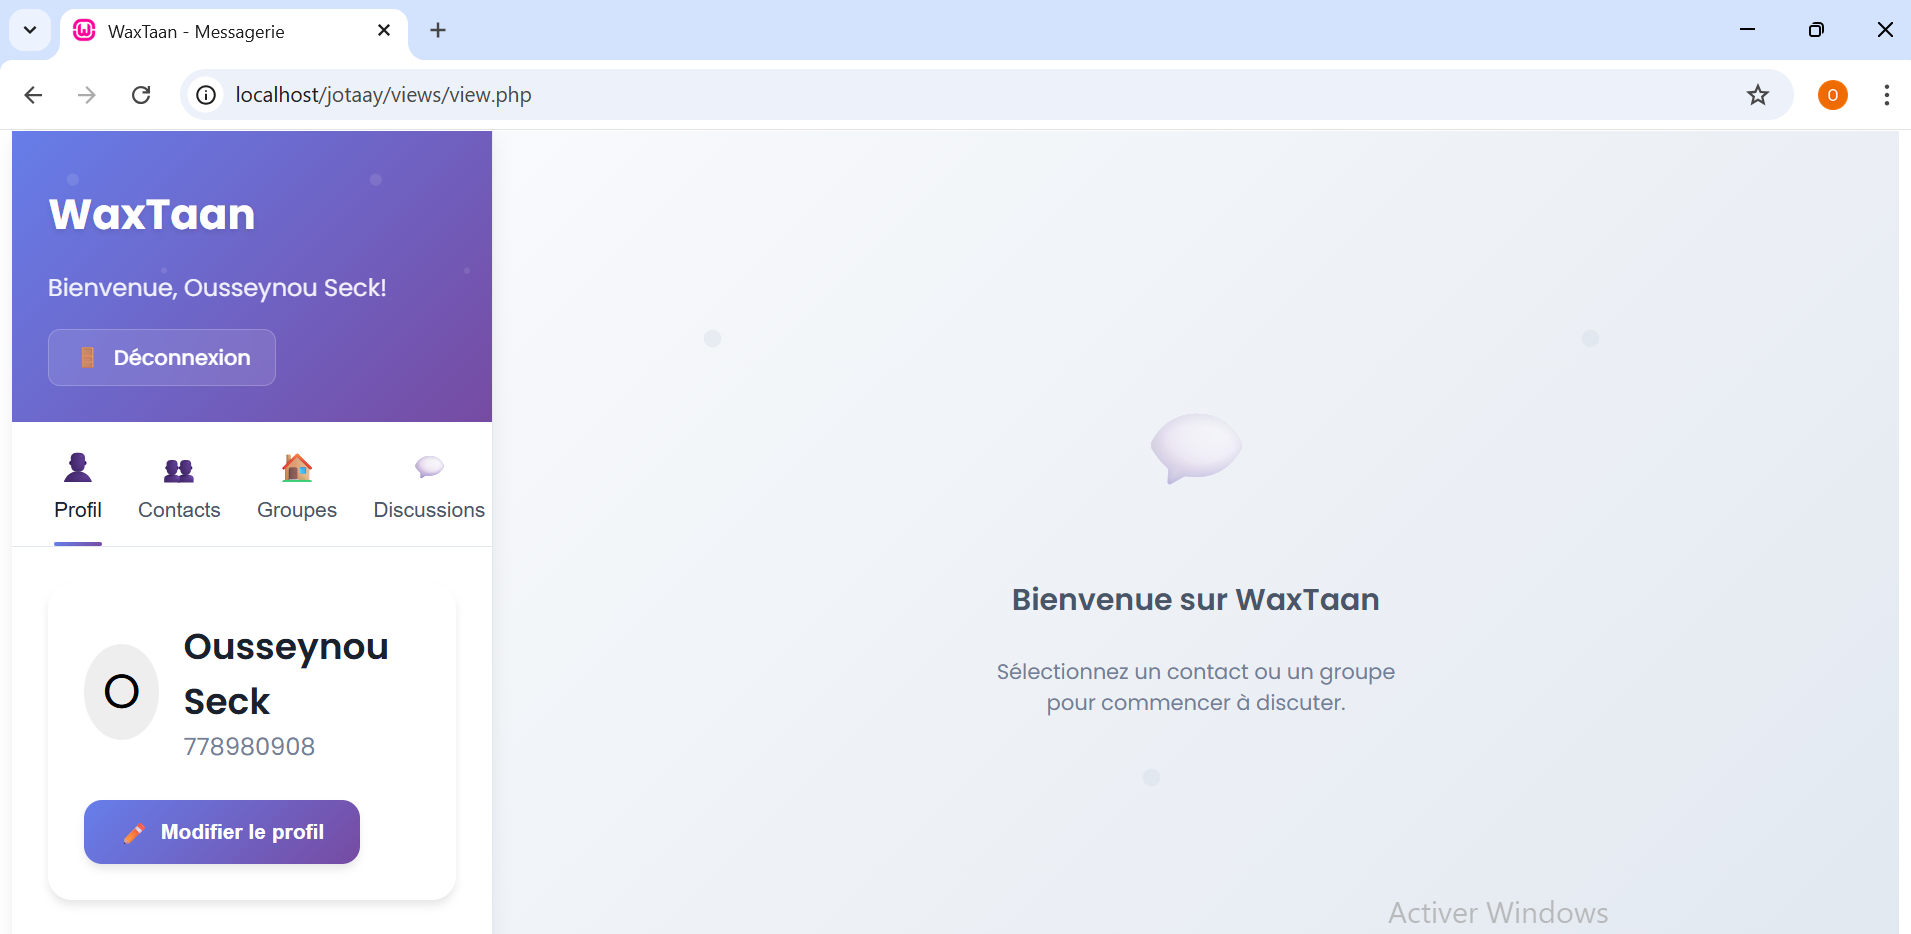 WaxTaan - Messagerie
localhost/jotaay/views/view.php
O
WaxTaan
Bienvenue, Ousseynou Seck!
Déconnexion
Profil
Contacts
Groupes
Discussions
O
Ousseynou
Seck
778980908
Modifier le profil
Bienvenue sur WaxTaan
Sélectionnez un contact ou un groupe
pour commencer à discuter.
Activer Windows